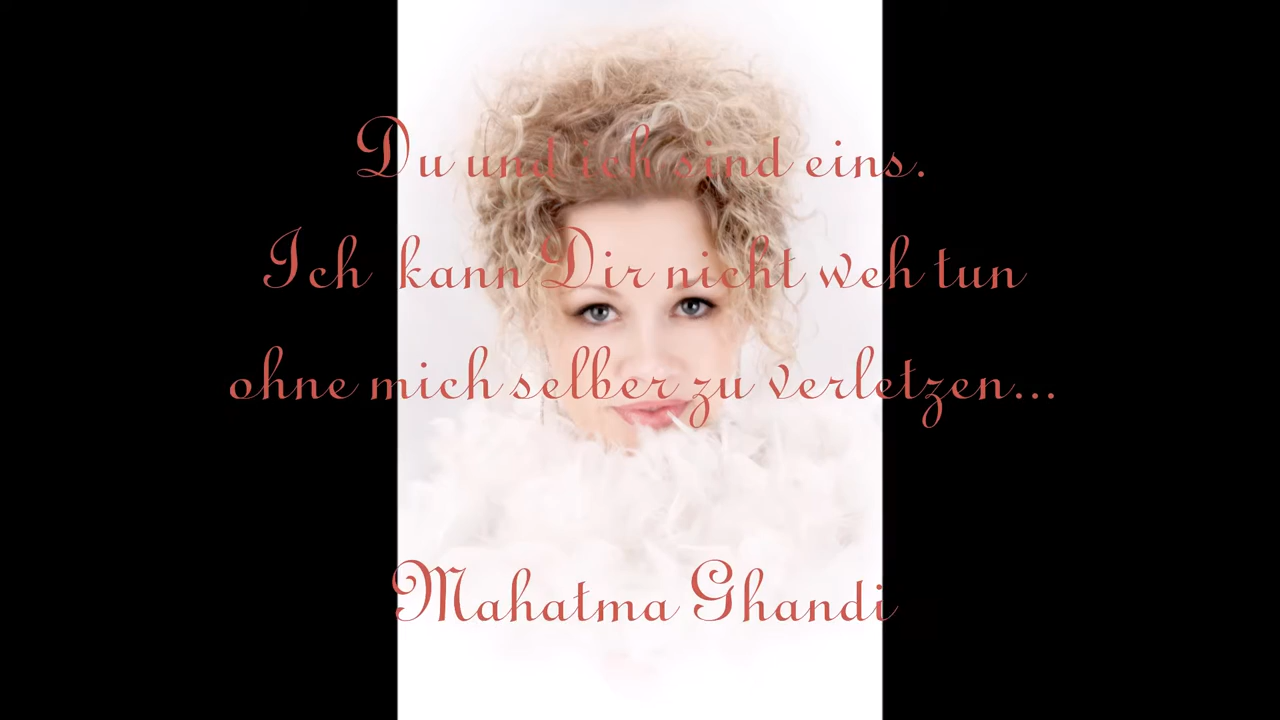 Du und ich sind eins.
Ich kann Dir nicht weh tun
ohne mich selber zu verletzen...
Mahatma Ghandi